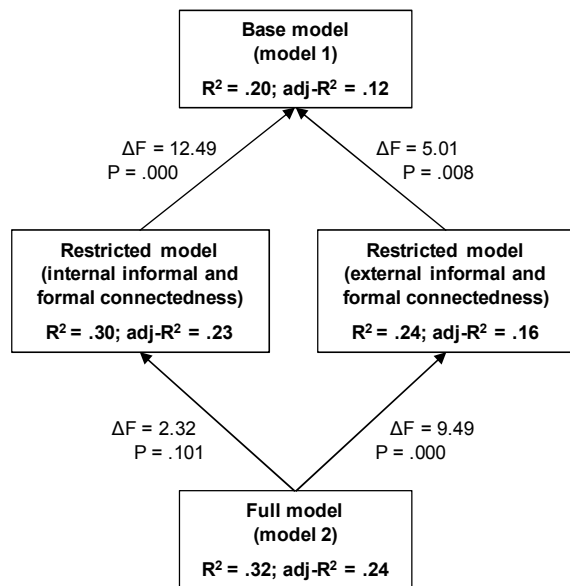 Base model
(model 1)
R² = .20; adj-R² = .12
ΔF = 12.49
P = .000
ΔF = 5.01
P = .008
Restricted model
(internal informal and
formal connectedness)
R² = .30; adj-R² = .23
Restricted model
(external informal and
formal connectedness)
R² = .24; adj-R² = .16
ΔF = 2.32
P = .101
ΔF = 9.49
P = .000
Full model
(model 2)
R² = .32; adj-R² = .24